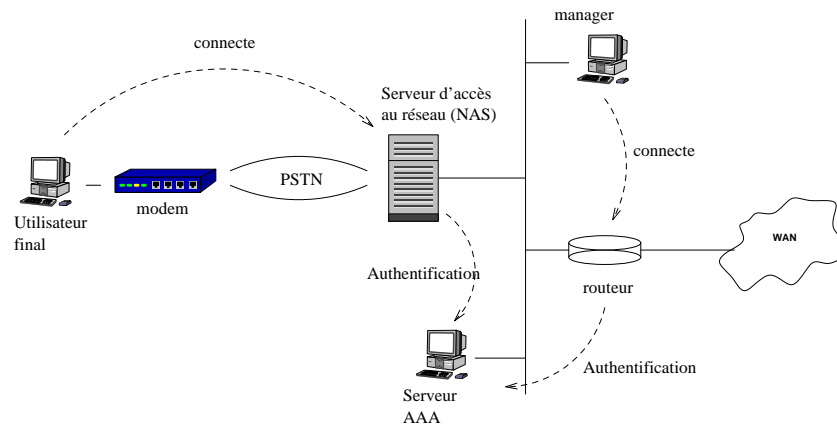 manager
connecte
Serveur d'accès
au réseau (NAS)
connecte
PSTN
Utilisateur
final
modem
WAN
Authentification
routeur
Authentification
Serveur
AAA